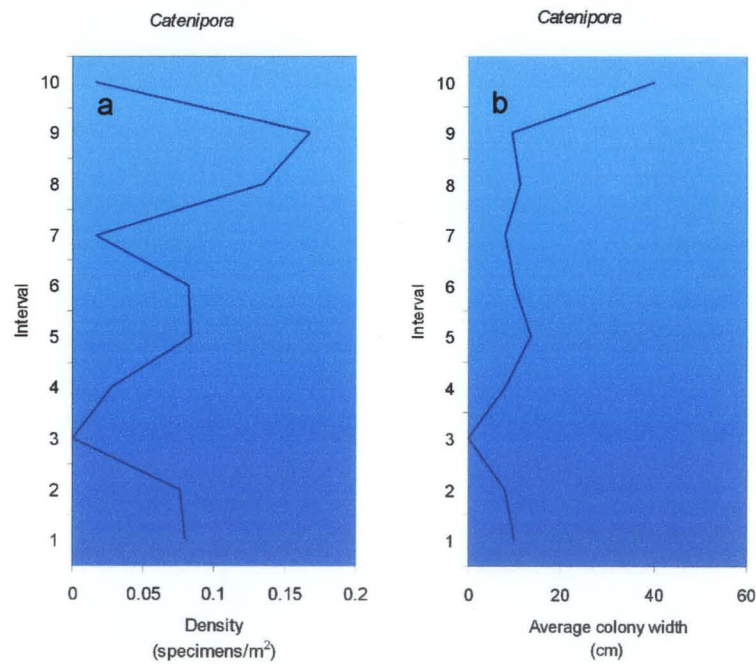 Catenipora
a
10
9
8
7
6
5
4
3
2
1
Interval
0 0.05 0.1 0.15 0.2
Density
(specimens/m²)
Catenipora
b
10
9
8
7
6
5
4
3
2
1
Interval
0 20 40 60
Average colony width
(cm)